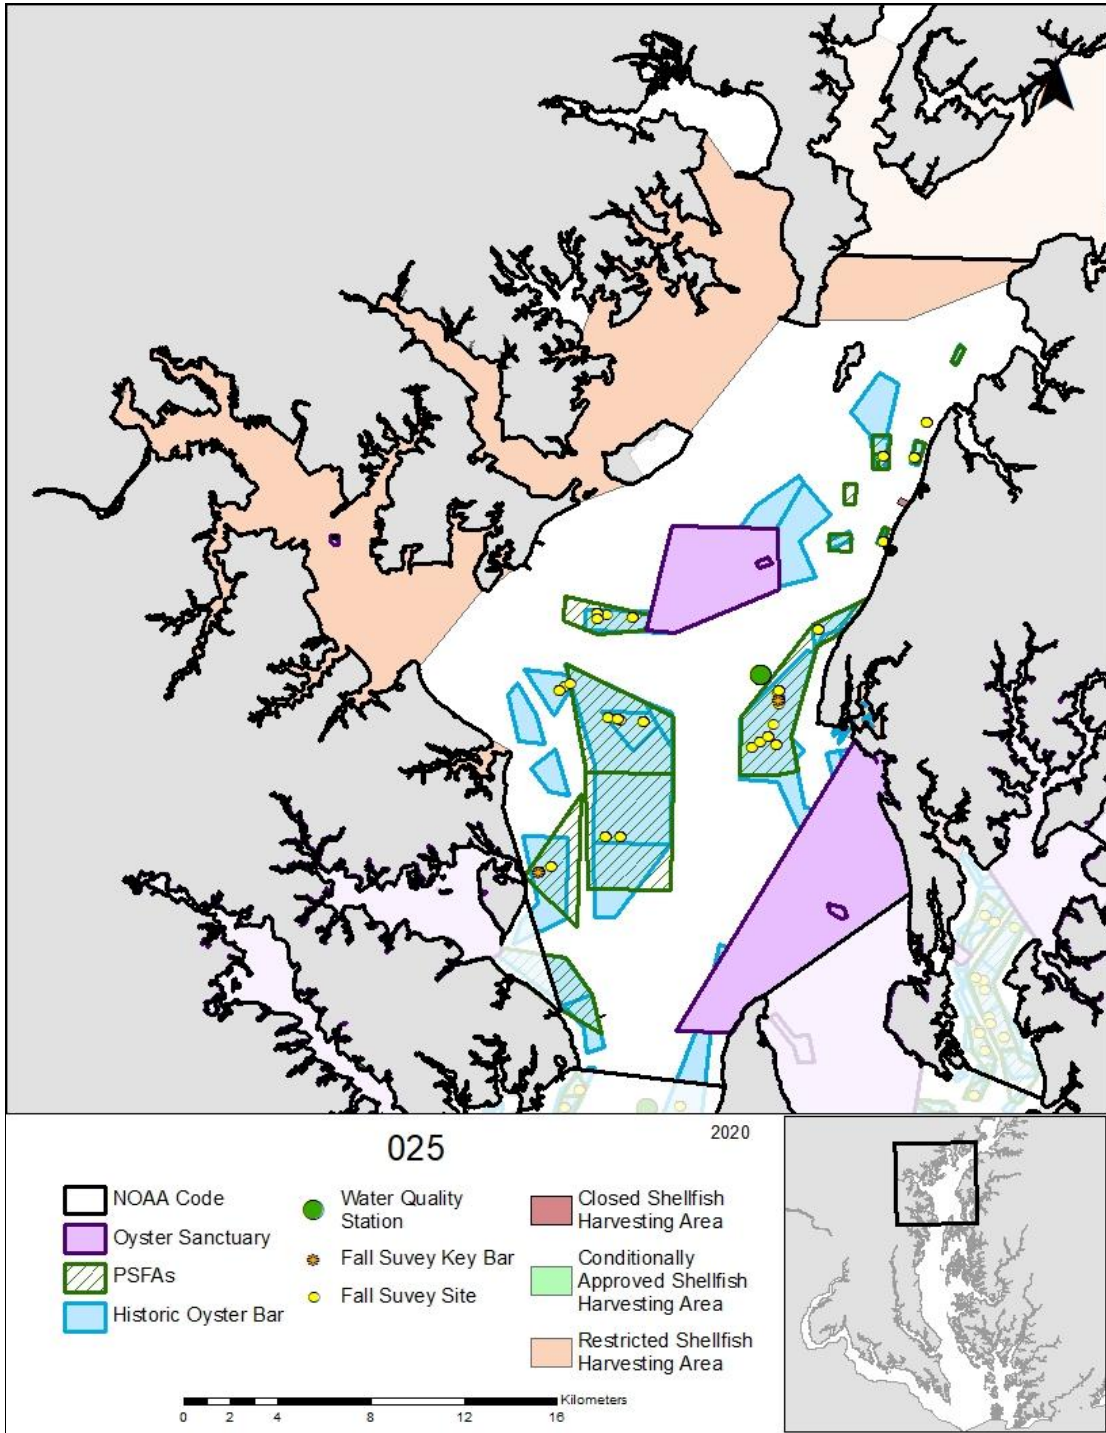 025
2020
NOAA Code
Oyster Sanctuary
PSFAs
Historic Oyster Bar
Water Quality
Station
Fall Suvey Key Bar
Fall Suvey Site
Closed Shellfish
Harvesting Area
Conditionally
Approved Shellfish
Harvesting Area
Restricted Shellfish
Harvesting Area
Kilometers
0 2 4 8 12 16